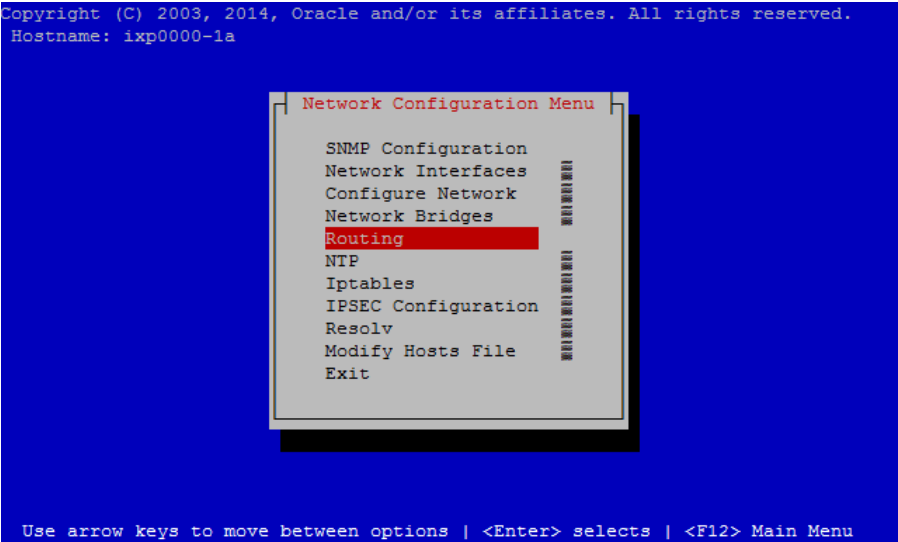 Copyright (C) 2003, 2014, Oracle and/or its affiliates. All rights reserved.
Hostname: ixp0000-1a
Network Configuration Menu
SNMP Configuration
Network Interfaces
Configure Network
Network Bridges
Routing
NTP
Iptables
IPSEC Configuration
Resolv
Modify Hosts File
Exit
Use arrow keys to move between options | <Enter> selects | <F12> Main Menu